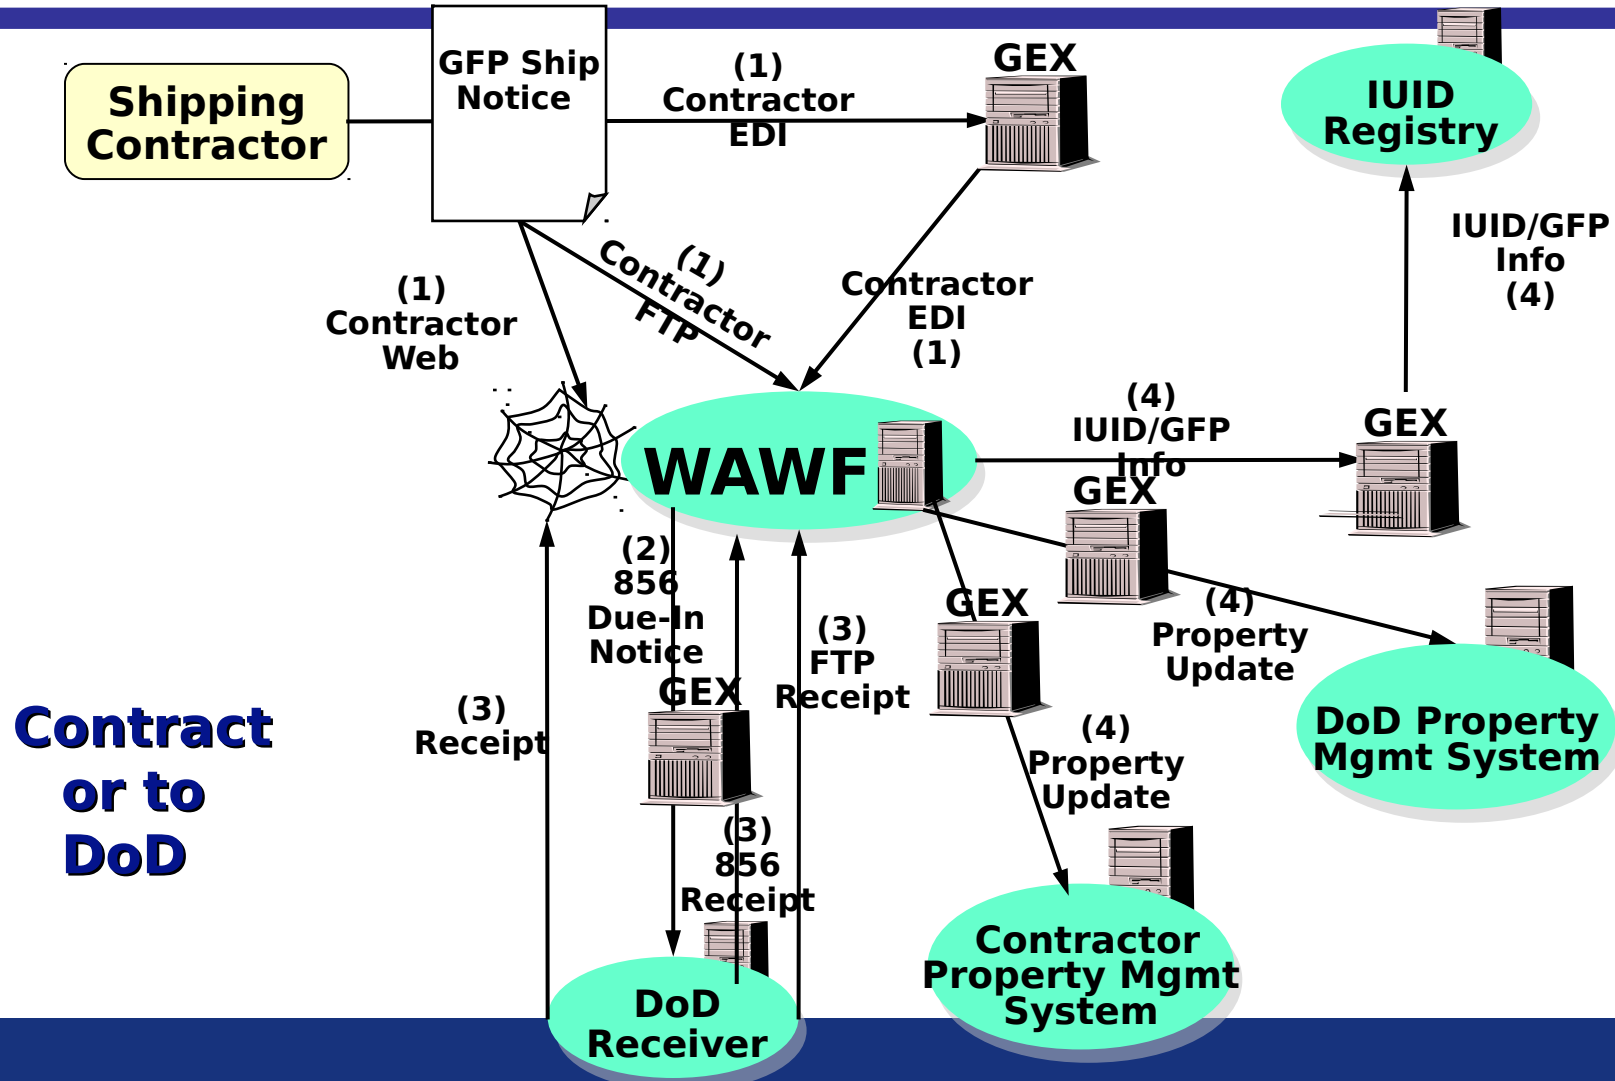 GFP Ship
Notice
Shipping
Contractor
(1)
Contractor
EDI
GEX
IUID
Registry
IUID/GFP
Info
(4)
(1)
Contractor
FTP
Contractor
EDI
(1)
(1)
Contractor
Web
WAWF
(4)
IUID/GFP
Info
GEX
GEX
(2)
856
Due-In
Notice
GEX
(3)
FTP
Receipt
GEX
(4)
Property
Update
(3)
Receipt
(4)
Property
Update
DoD Property
Mgmt System
Contract
or to
DoD
(3)
856
Receipt
Contractor
Property Mgmt
System
DoD
Receiver